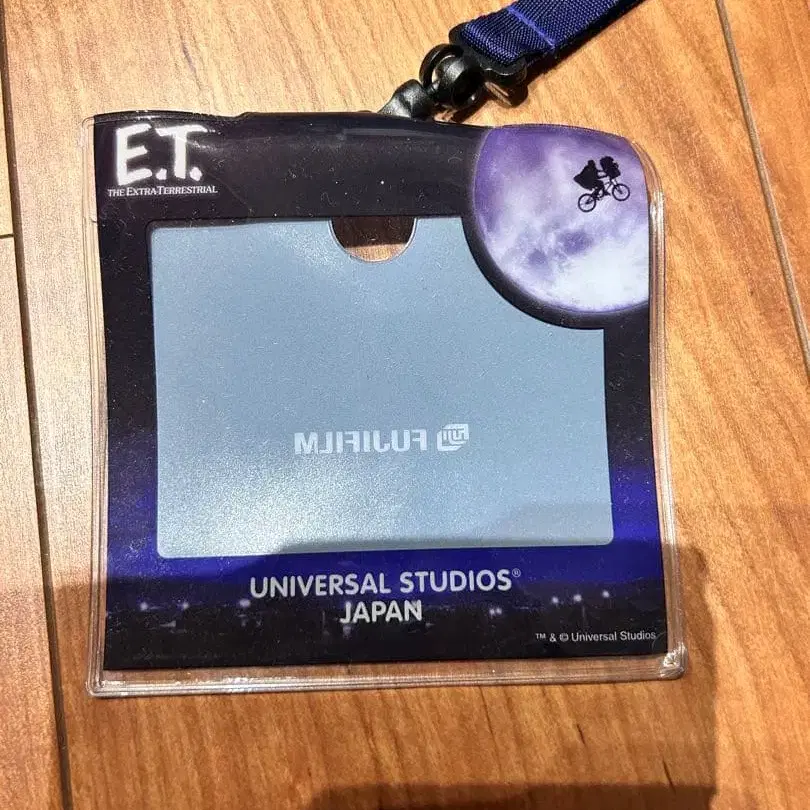 E.T.
THE EXTRA-TERRESTRIAL
FUJIFILM
UNIVERSAL STUDIOS®
JAPAN
™ & © Universal Studios